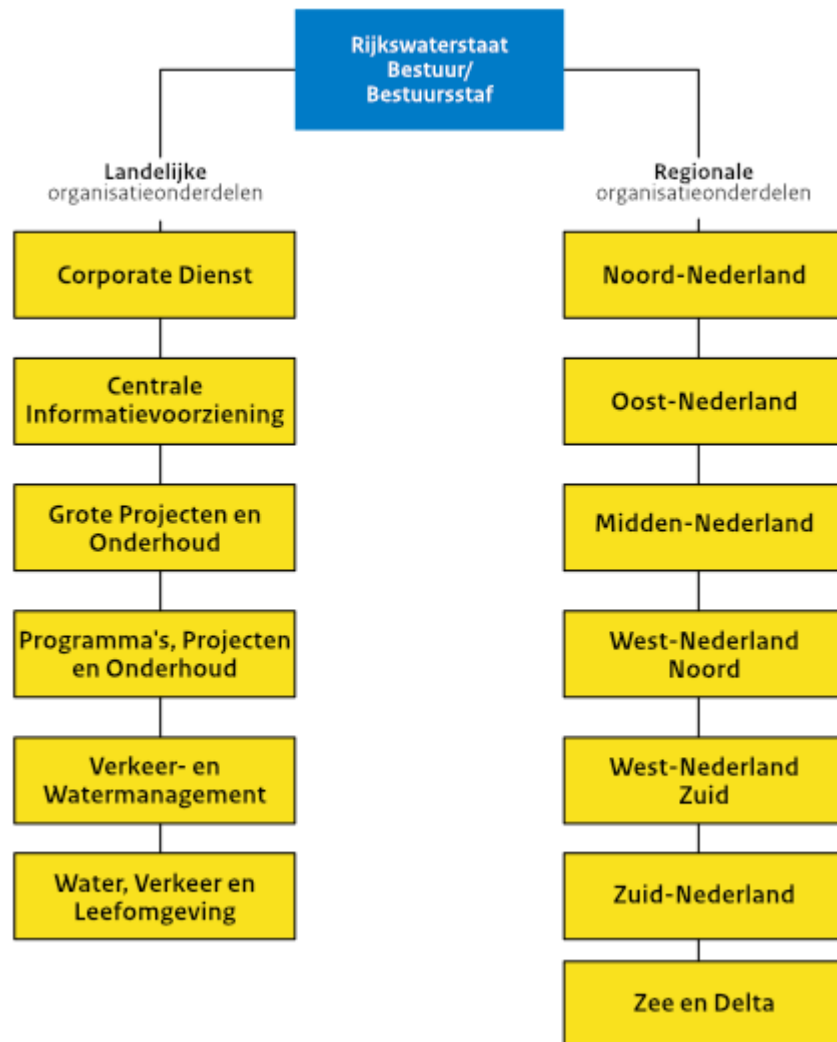 Rijkswaterstaat
Bestuur/
Bestuursstaf
Landelijke
organisatieonderdelen
Corporate Dienst
Centrale
Informatievoorziening
Grote Projecten en
Onderhoud
Programma's, Projecten
en Onderhoud
Verkeer- en
Watermanagement
Water, Verkeer en
Leefomgeving
Regionale
organisatieonderdelen
Noord-Nederland
Oost-Nederland
Midden-Nederland
West-Nederland
Noord
West-Nederland
Zuid
Zuid-Nederland
Zee en Delta